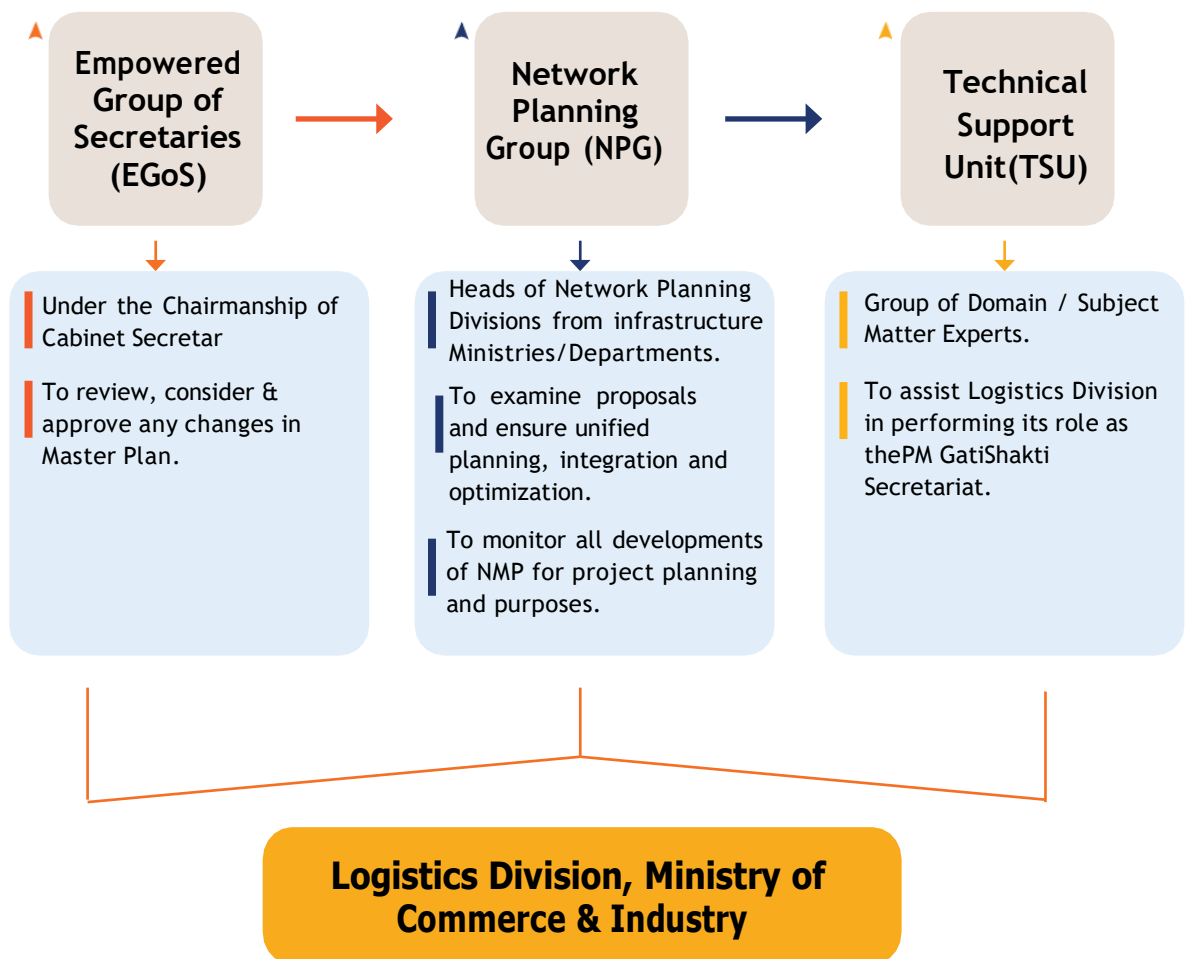 Empowered
Group of
Secretaries
(EGoS)
Network
Planning
Group (NPG)
Technical
Support
Unit(TSU)
Under the Chairmanship of
Cabinet Secretar
To review, consider &
approve any changes in
Master Plan.
Heads of Network Planning
Divisions from infrastructure
Ministries/Departments.
To examine proposals
and ensure unified
planning, integration and
optimization.
To monitor all developments
of NMP for project planning
and purposes.
Group of Domain / Subject
Matter Experts.
To assist Logistics Division
in performing its role as
thePM GatiShakti
Secretariat.
Logistics Division, Ministry of
Commerce & Industry